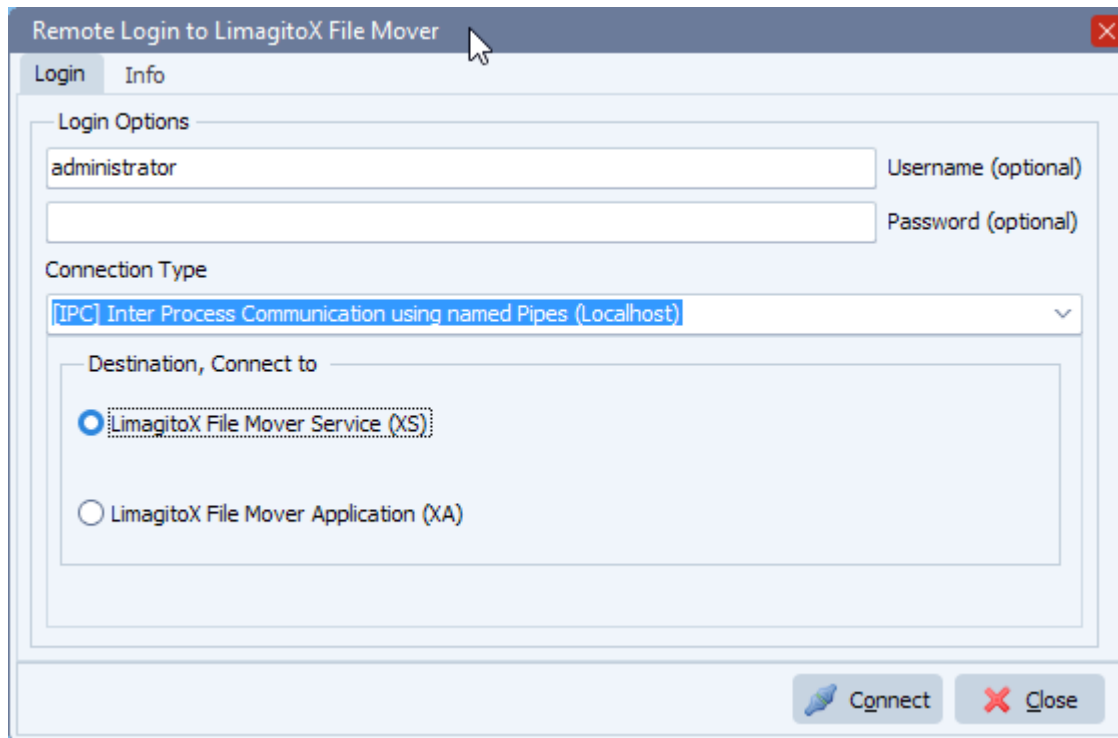 Remote Login to LimagitoX File Mover
Login Info
Login Options
administrator Username (optional)
Password (optional)
Connection Type
[IPC] Inter Process Communication using named Pipes (Localhost)
Destination, Connect to
LimagitoX File Mover Service (XS)
LimagitoX File Mover Application (XA)
Connect Close